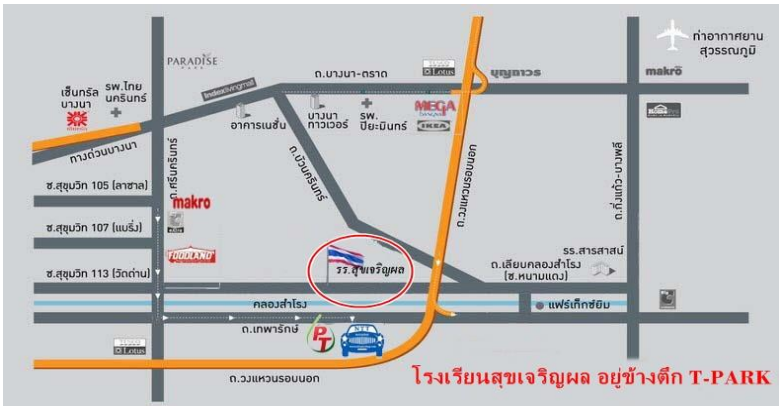 ท่าอากาศยาน
สุวรรณภูมิ
PARADISE
PARK
ถ.บางนา-ตราด
Lotus
บุญถาวร
makro
เซ็นทรัล
บางนา
รพ.ไทย
นครินทร์
Indexlivingmall
อาคารเนชั่น
บางนา
ทาวเวอร์
รพ.
ปิยะมินทร์
MEGA
IKEA
ทางด่วนบางนา
ถ.ศรีนครินทร์
ถ.บัวนครินทร์
ถ.วงแหวนรอบนอก
ถ.กิ่งแก้ว-บางพลี
ซ.สุขุมวิท 105 (ลาซาล)
makro
ซ.สุขุมวิท 107 (แบริ่ง)
FOODLAND
ซ.สุขุมวิท 113 (วัดด่าน)
รร.สุขเจริญผล
รร.สารสาสน์
ถ.เลียบคลองสำโรง
(ซ.หนามแดง)
คลองสำโรง
แฟร์เท็กซ์ยิม
ถ.เทพารักษ์
PT
Lotus
ถ.วงแหวนรอบนอก
โรงเรียนสุขเจริญผล อยู่ข้างตึก T-PARK